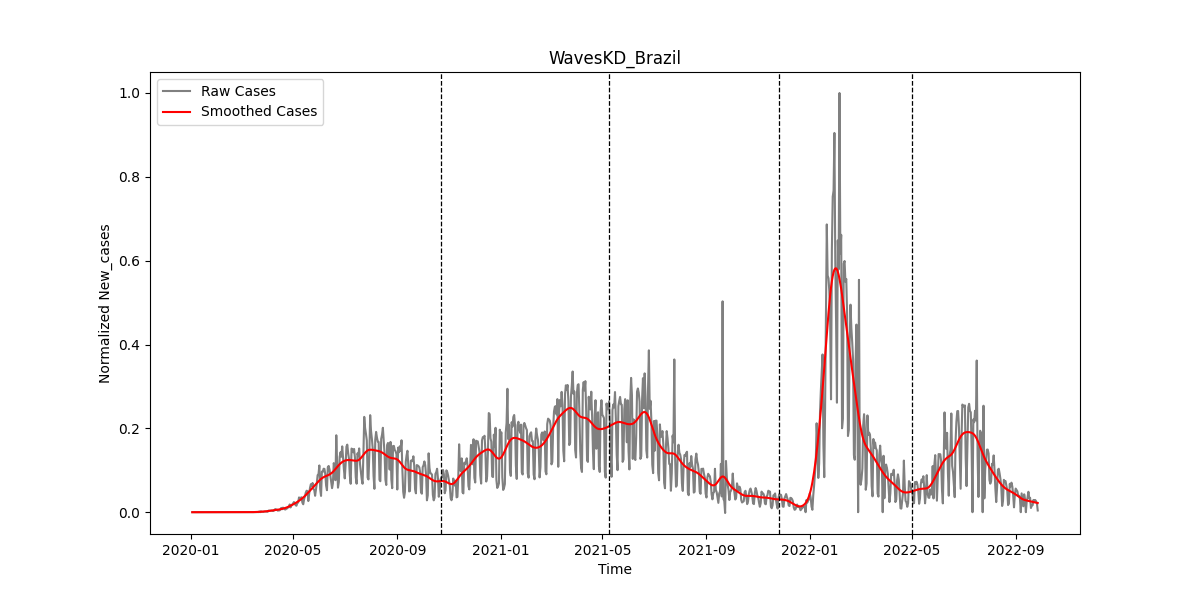 WavesKD_Brazil
Raw Cases
Smoothed Cases
Normalized New_cases
1.0
0.8
0.6
0.4
0.2
0.0
2020-01 2020-05 2020-09 2021-01 2021-05 2021-09 2022-01 2022-05 2022-09
Time